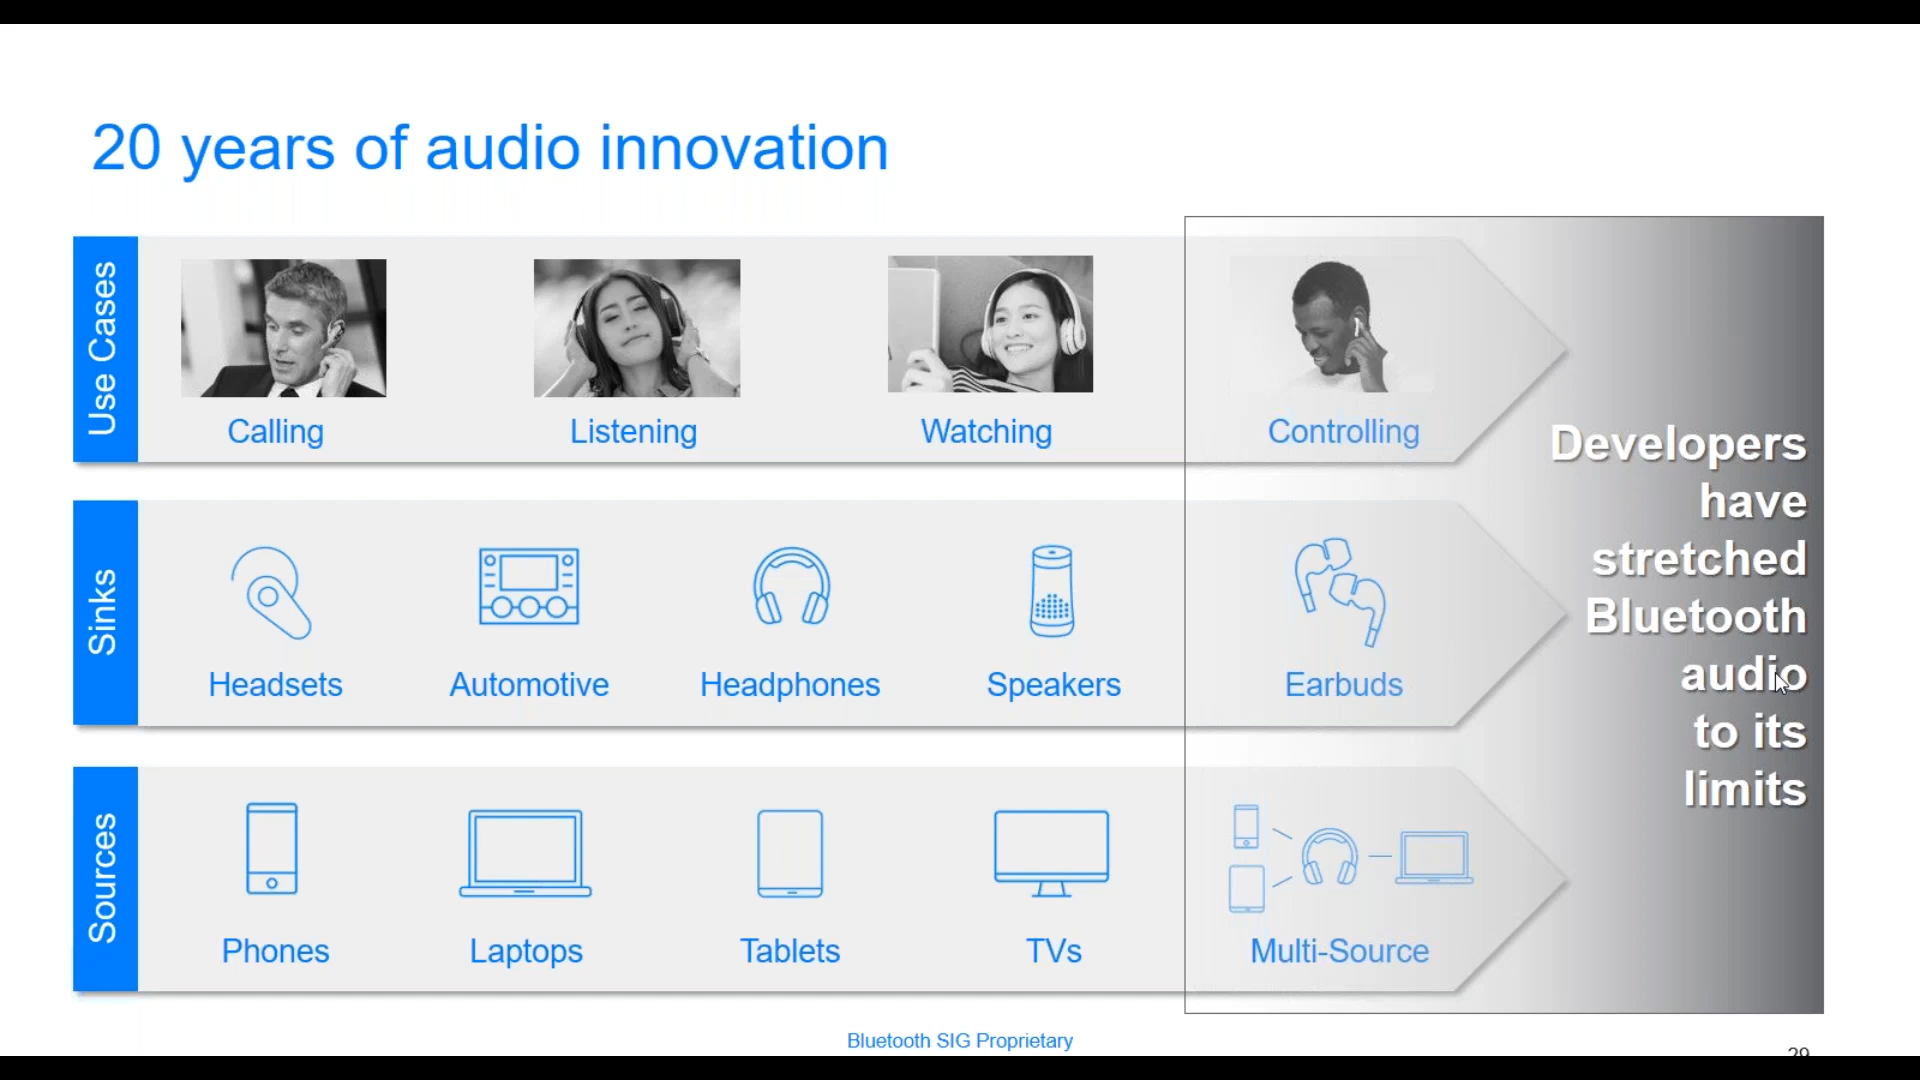 20 years of audio innovation
Use Cases
Calling
Listening
Watching
Controlling
Developers
have
stretched
Bluetooth
audio
to its
limits
Sinks
Headsets
Automotive
Headphones
Speakers
Earbuds
Sources
Phones
Laptops
Tablets
TVs
Multi-Source
Bluetooth SIG Proprietary
29